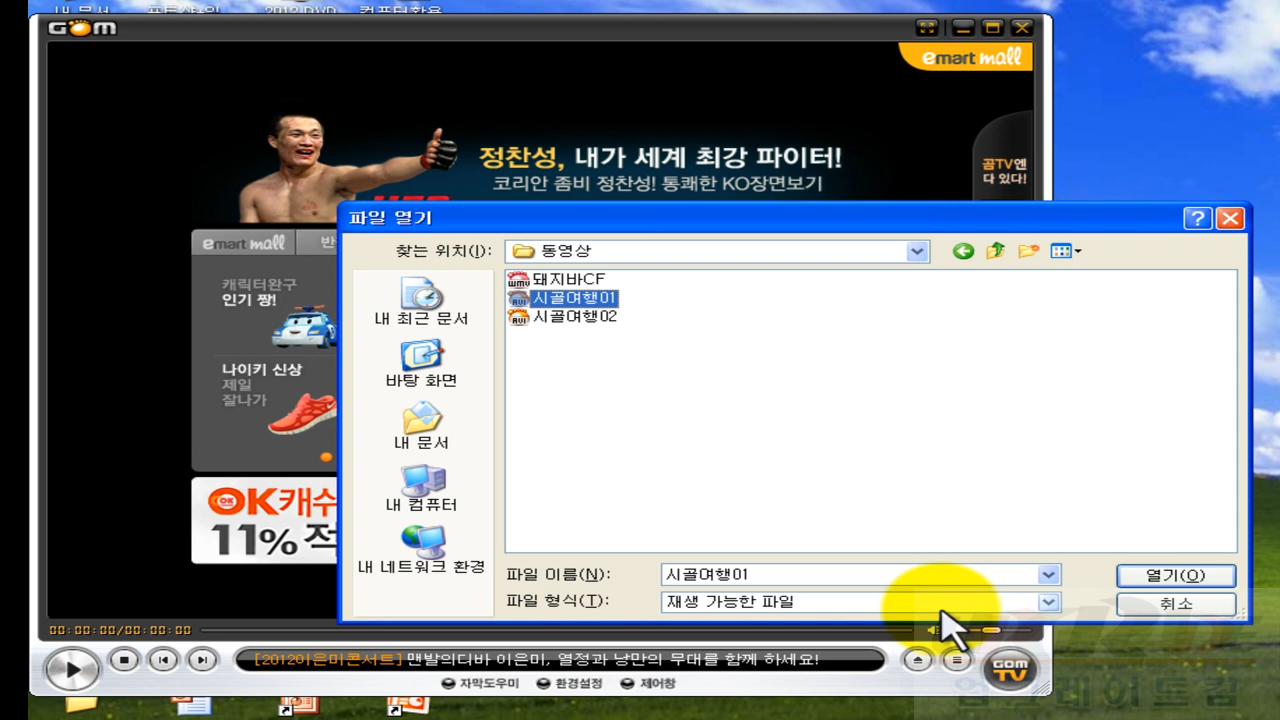 GOM
emart mall
정찬성, 내가 세계 최강 파이터!
코리안 좀비 정찬성! 통쾌한 KO장면보기
곰TV엔
다 있다!
파일 열기
찾는 위치(I):
동영상
emart mall
캐릭터완구
인기 짱!
나이키 신상
제일
잘나가
OK캐수
11% 적
내 최근 문서
바탕 화면
내 문서
내 컴퓨터
내 네트워크 환경
돼지바CF
시골여행01
시골여행02
파일 이름(N):
시골여행01
열기(O)
파일 형식(T):
재생 가능한 파일
취소
00:00:00/00:00:00
[2012이은미콘서트] 맨발의디바 이은미, 열정과 낭만의 무대를 함께 하세요!
GOM
TV
자막도우미
환경설정
제어창